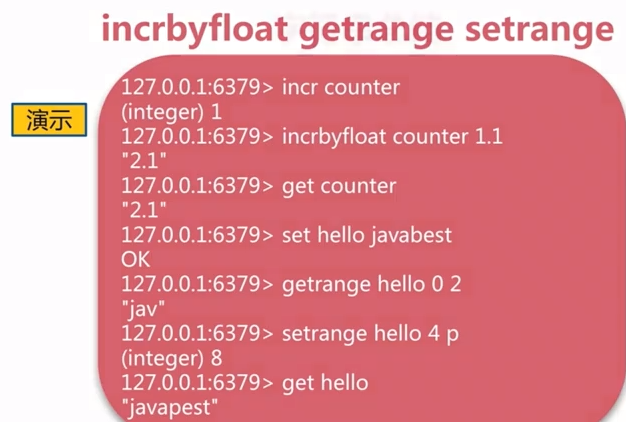 incrbyfloat getrange setrange
演示
127.0.0.1:6379> incr counter
(integer) 1
127.0.0.1:6379> incrbyfloat counter 1.1
"2.1"
127.0.0.1:6379> get counter
"2.1"
127.0.0.1:6379> set hello javabest
OK
127.0.0.1:6379> getrange hello 0 2
"jav"
127.0.0.1:6379> setrange hello 4 p
(integer) 8
127.0.0.1:6379> get hello
"javapest"